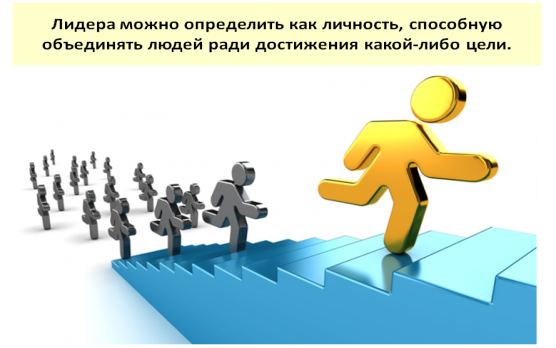 Лидера можно определить как личность, способную
объединять людей ради достижения какой-либо цели.